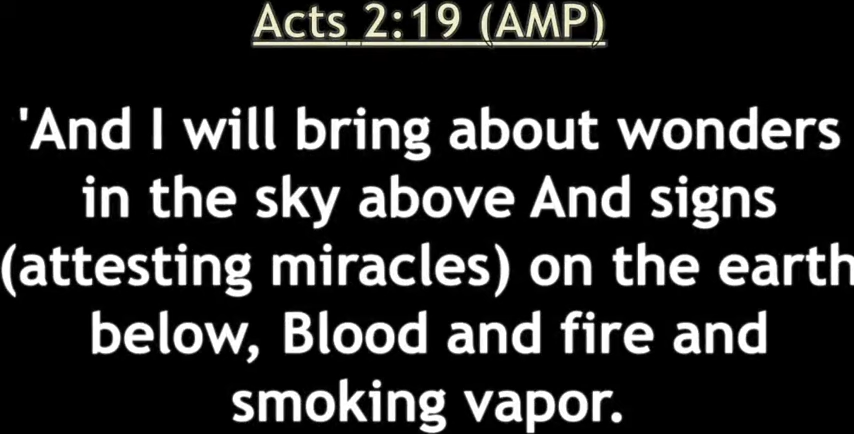 Acts 2:19 (AMP)
'And I will bring about wonders
in the sky above And signs
(attesting miracles) on the earth
below, Blood and fire and
smoking vapor.